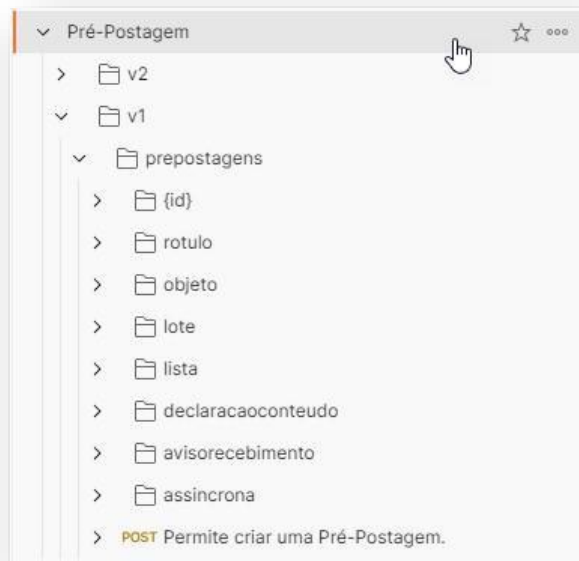 Pré-Postagem
v2
v1
prepostagens
{id}
rotulo
objeto
lote
lista
declaracaoconteudo
avisorecebimento
assincrona
POST Permite criar uma Pré-Postagem.